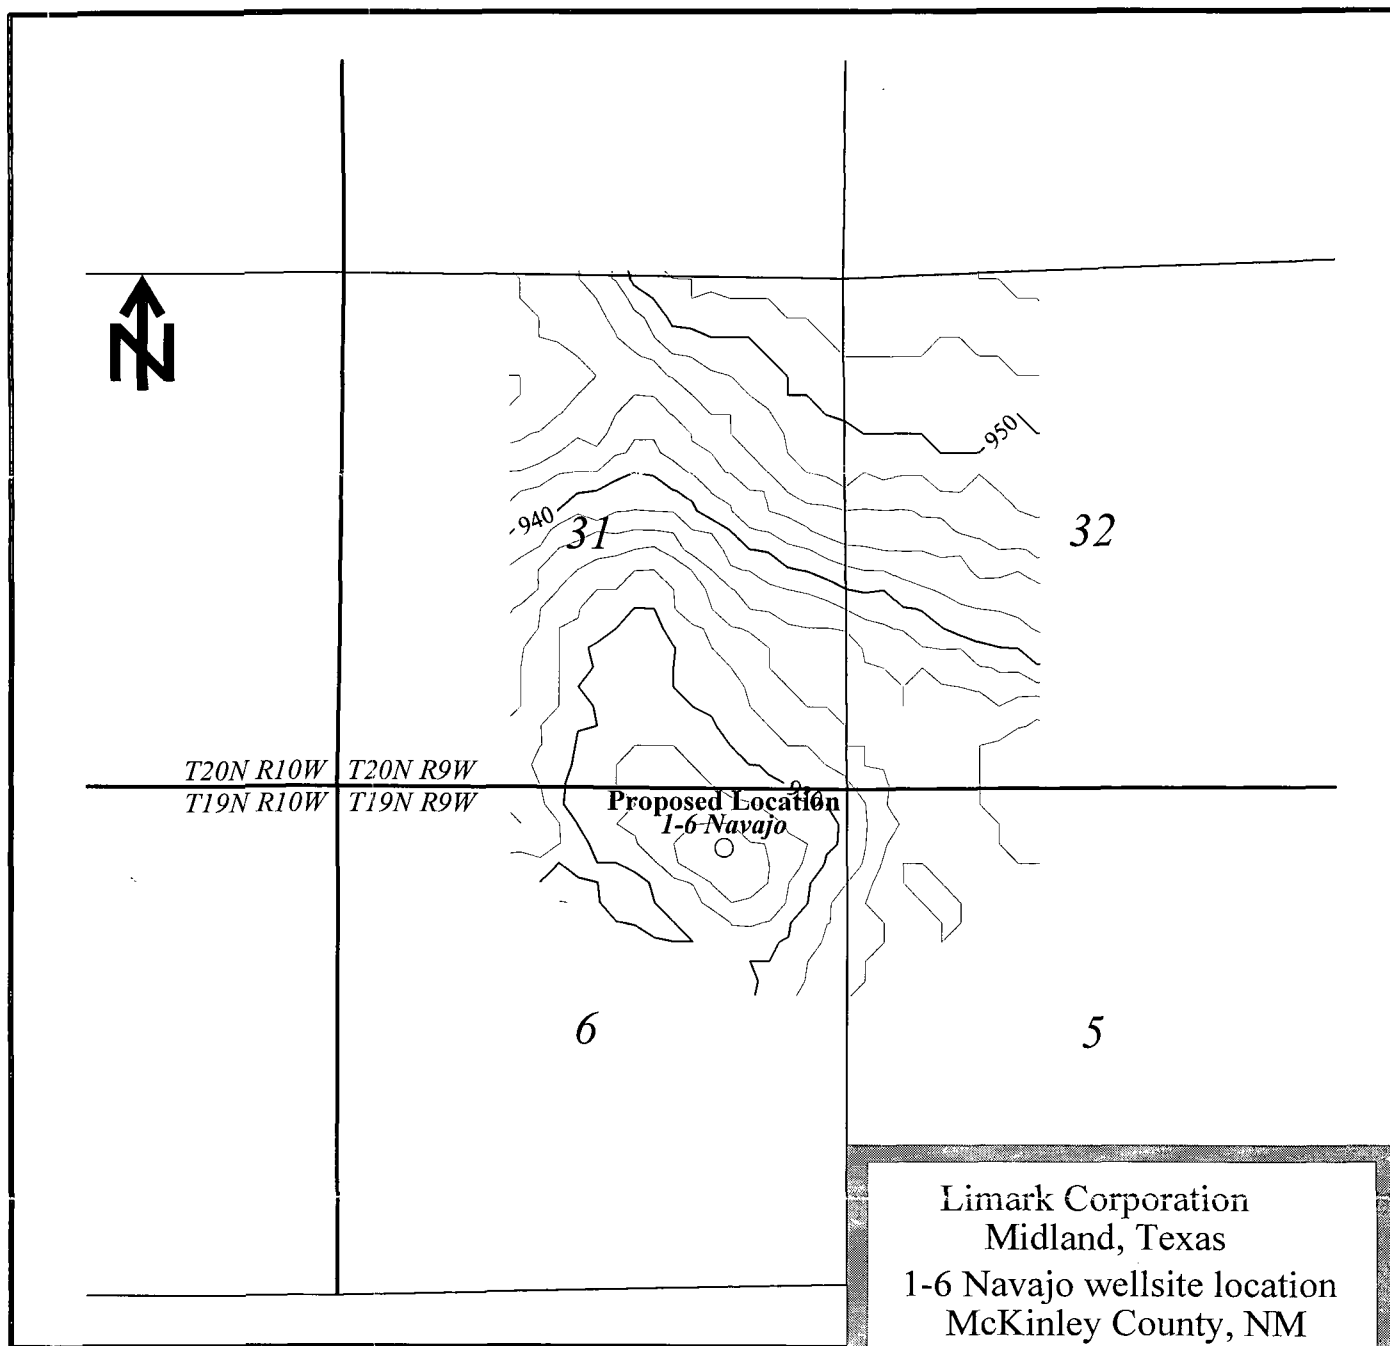 N
950
940
31
32
T20N R10W T20N R9W
T19N R10W T19N R9W
Proposed Location
1-6 Navajo
6
5
Limark Corporation
Midland, Texas
1-6 Navajo wellsite location
McKinley County, NM